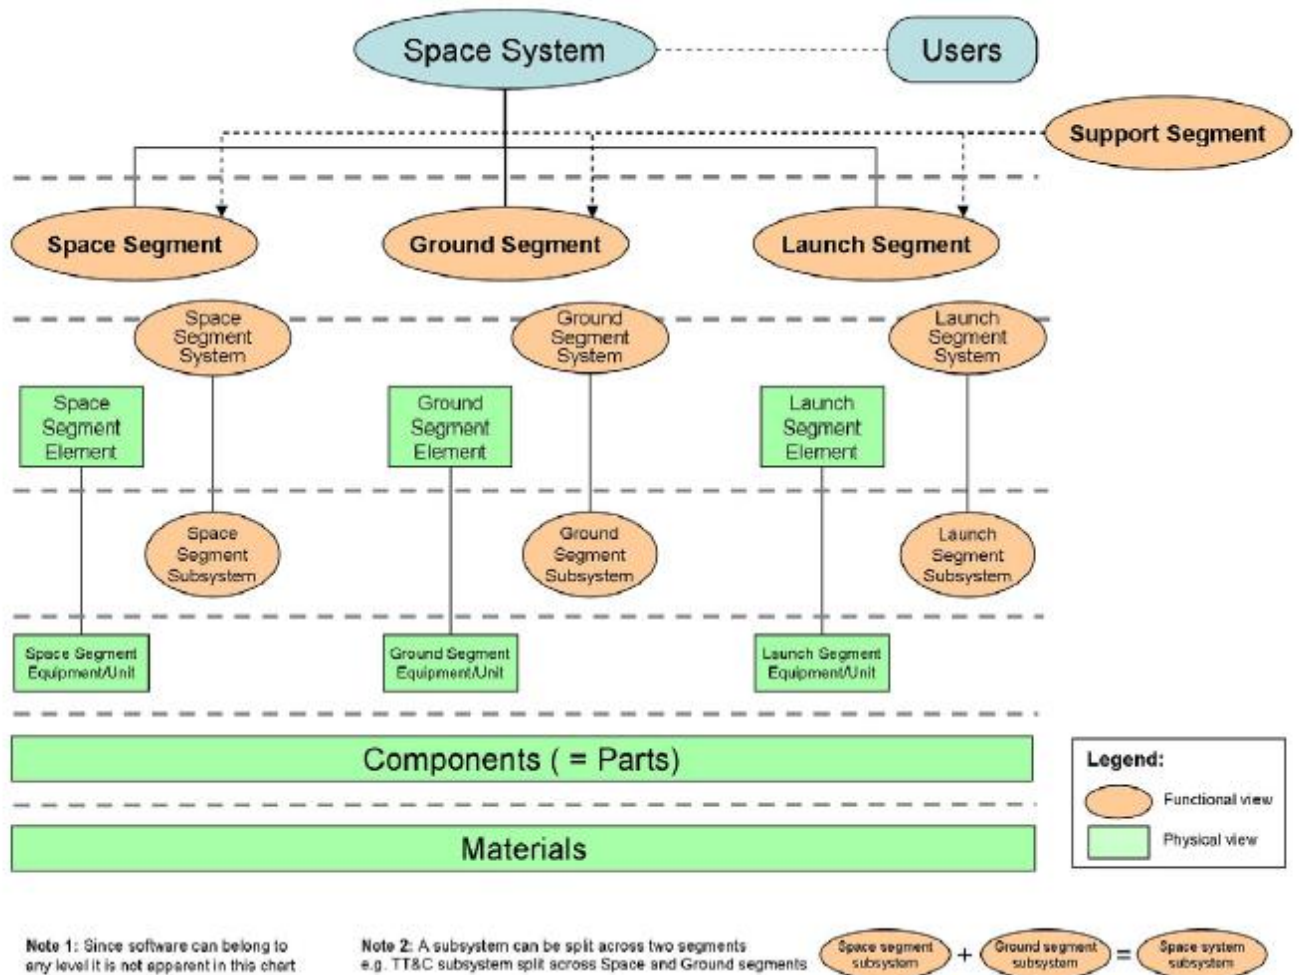 Space System
Users
Support Segment
Space Segment
Ground Segment
Launch Segment
Space
Segment
System
Ground
Segment
System
Launch
Segment
System
Space
Segment
Element
Ground
Segment
Element
Launch
Segment
Element
Space
Segment
Subsystem
Ground
Segment
Subsystem
Launch
Segment
Subsystem
Space Segment
Equipment/Unit
Ground Segment
Equipment/Unit
Launch Segment
Equipment/Unit
Components ( = Parts)
Materials
Legend:
Functional view
Physical view
Note 1: Since software can belong to
any level it is not apparent in this chart
Note 2: A subsystem can be split across two segments
e.g. TT&C subsystem split across Space and Ground segments
Space segment
subsystem
+
Ground segment
subsystem
=
Space system
subsystem